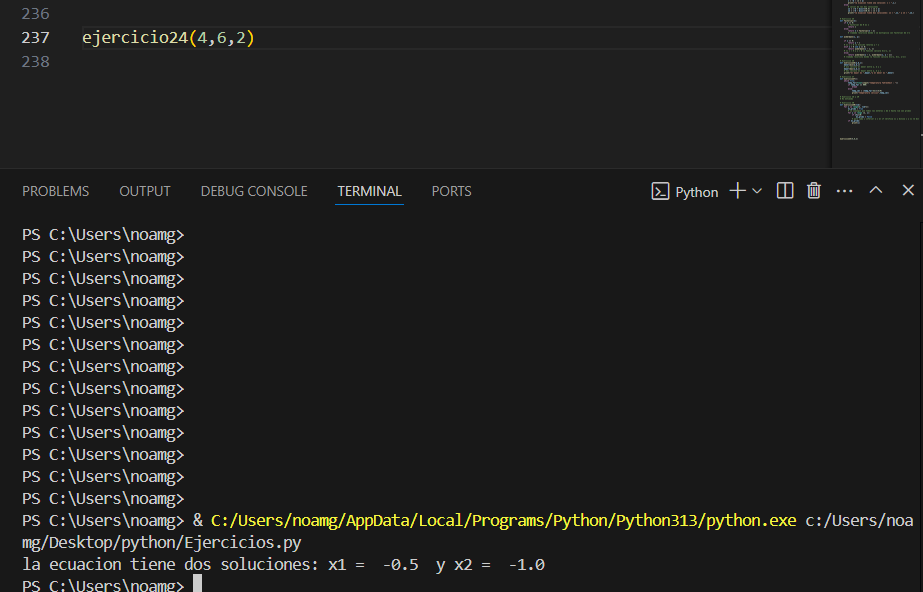 236
237 ejercicio24(4,6,2)
238
PROBLEMS OUTPUT DEBUG CONSOLE TERMINAL PORTS Python
PS C:\Users\noamg>
PS C:\Users\noamg>
PS C:\Users\noamg>
PS C:\Users\noamg>
PS C:\Users\noamg>
PS C:\Users\noamg>
PS C:\Users\noamg>
PS C:\Users\noamg>
PS C:\Users\noamg>
PS C:\Users\noamg>
PS C:\Users\noamg>
PS C:\Users\noamg>
PS C:\Users\noamg>
PS C:\Users\noamg> & C:/Users/noamg/AppData/Local/Programs/Python/Python313/python.exe c:/Users/noa
mg/Desktop/python/Ejercicios.py
la ecuacion tiene dos soluciones: x1 =  -0.5  y x2 =  -1.0
PS C:\Users\noamg>